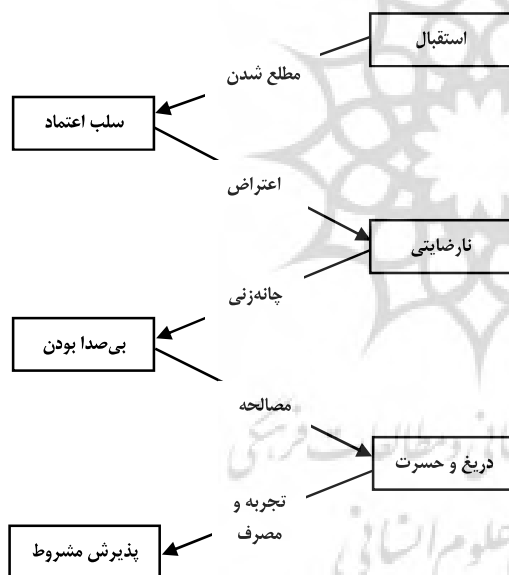 استقبال
مطلع شدن
سلب اعتماد
اعتراض
نارضایتی
چانه‌زنی
بی‌صدا بودن
مصالحه
دریغ و حسرت
تجربه و
مصرف
پذیرش مشروط